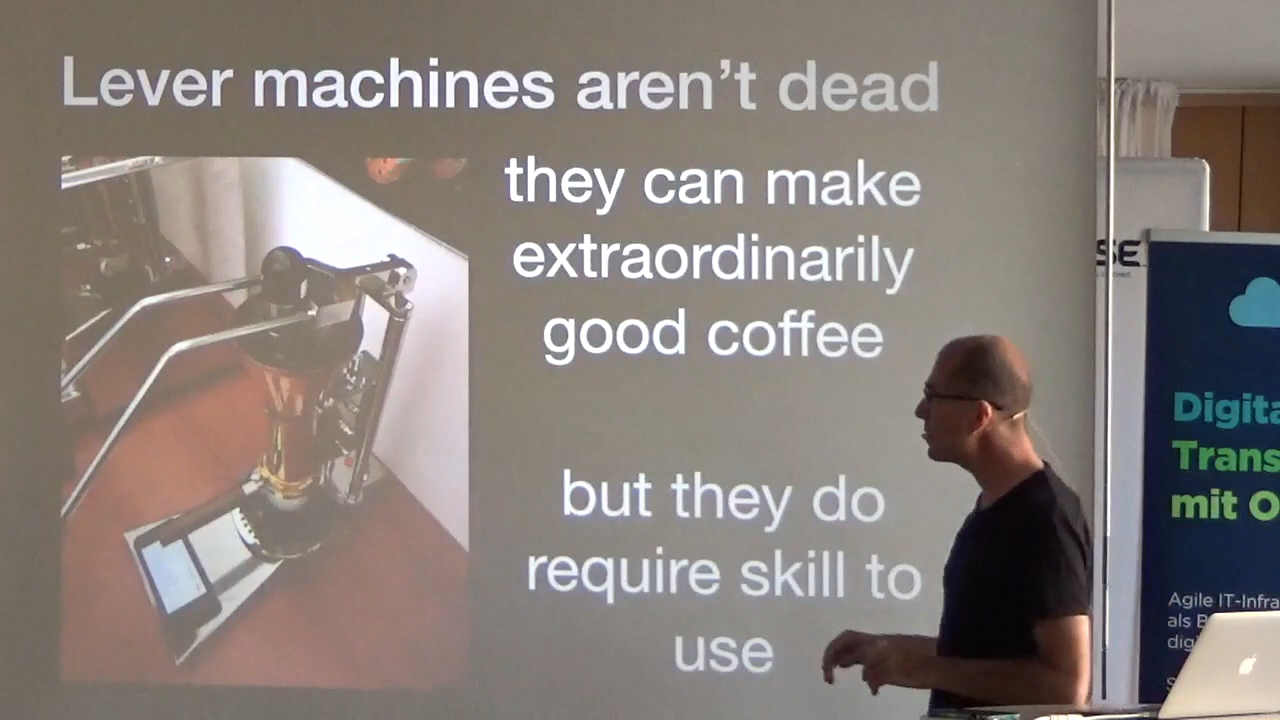 Lever machines aren't dead
they can make
extraordinarily
good coffee
but they do
require skill to
use
SE
Digita
Trans
mit O
Agile IT-Infra
als B
digi